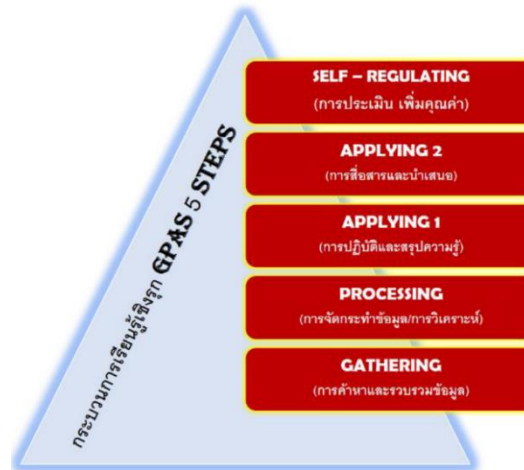 SELF – REGULATING
(การประเมิน เพิ่มคุณค่า)
APPLYING 2
(การสื่อสารและนำเสนอ)
APPLYING 1
(การปฏิบัติและสรุปความรู้)
PROCESSING
(การจัดกระทำข้อมูล/การวิเคราะห์)
GATHERING
(การค้าหาและรวบรวมข้อมูล)
กระบวนการเรียนรู้เชิงรุก GPAS 5 STEPS